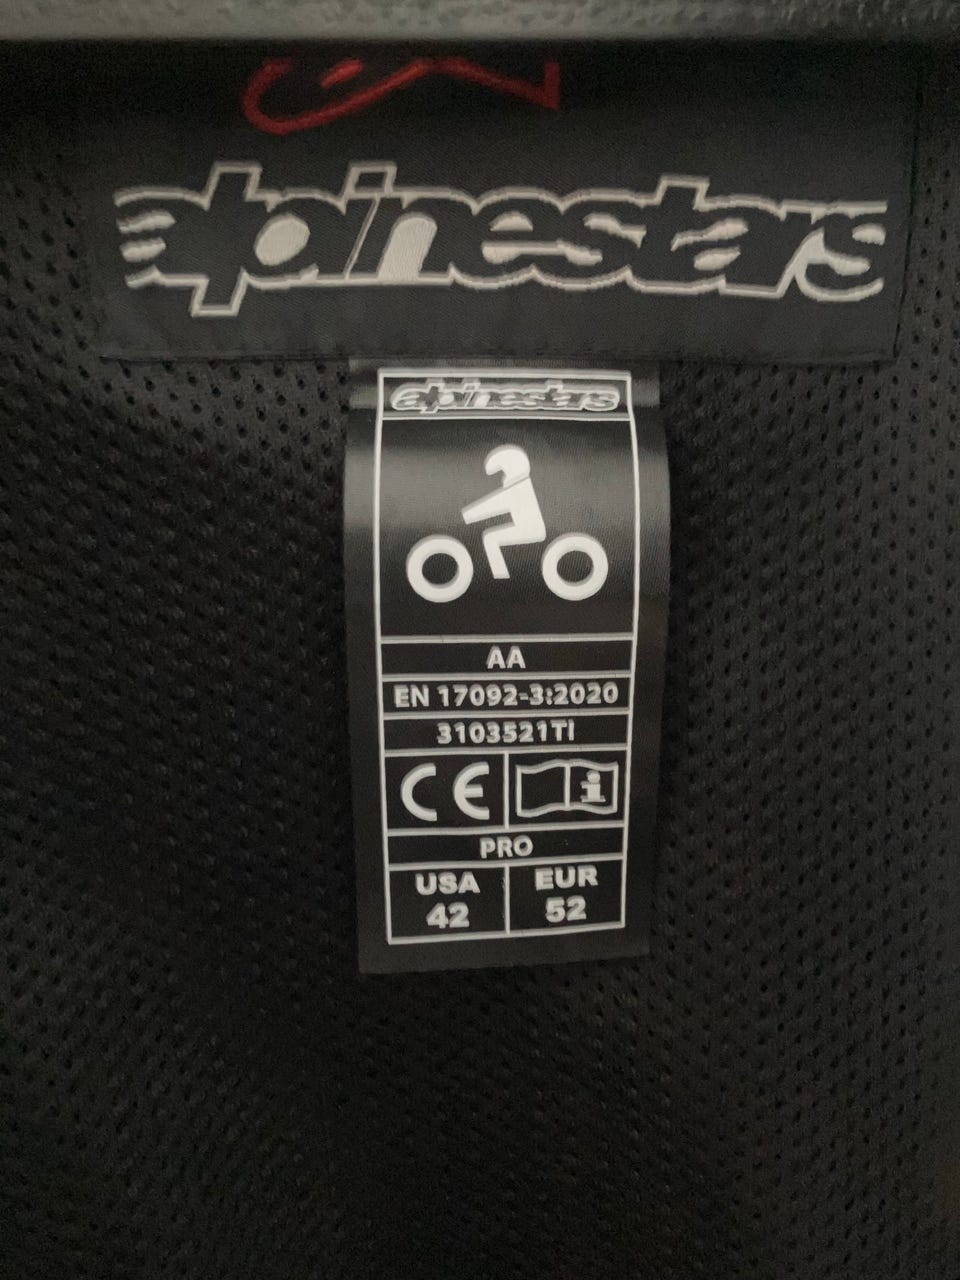 alpinestars
alpinestars
AA
EN 17092-3:2020
3103521TI
CE i
PRO
USA EUR
42 52